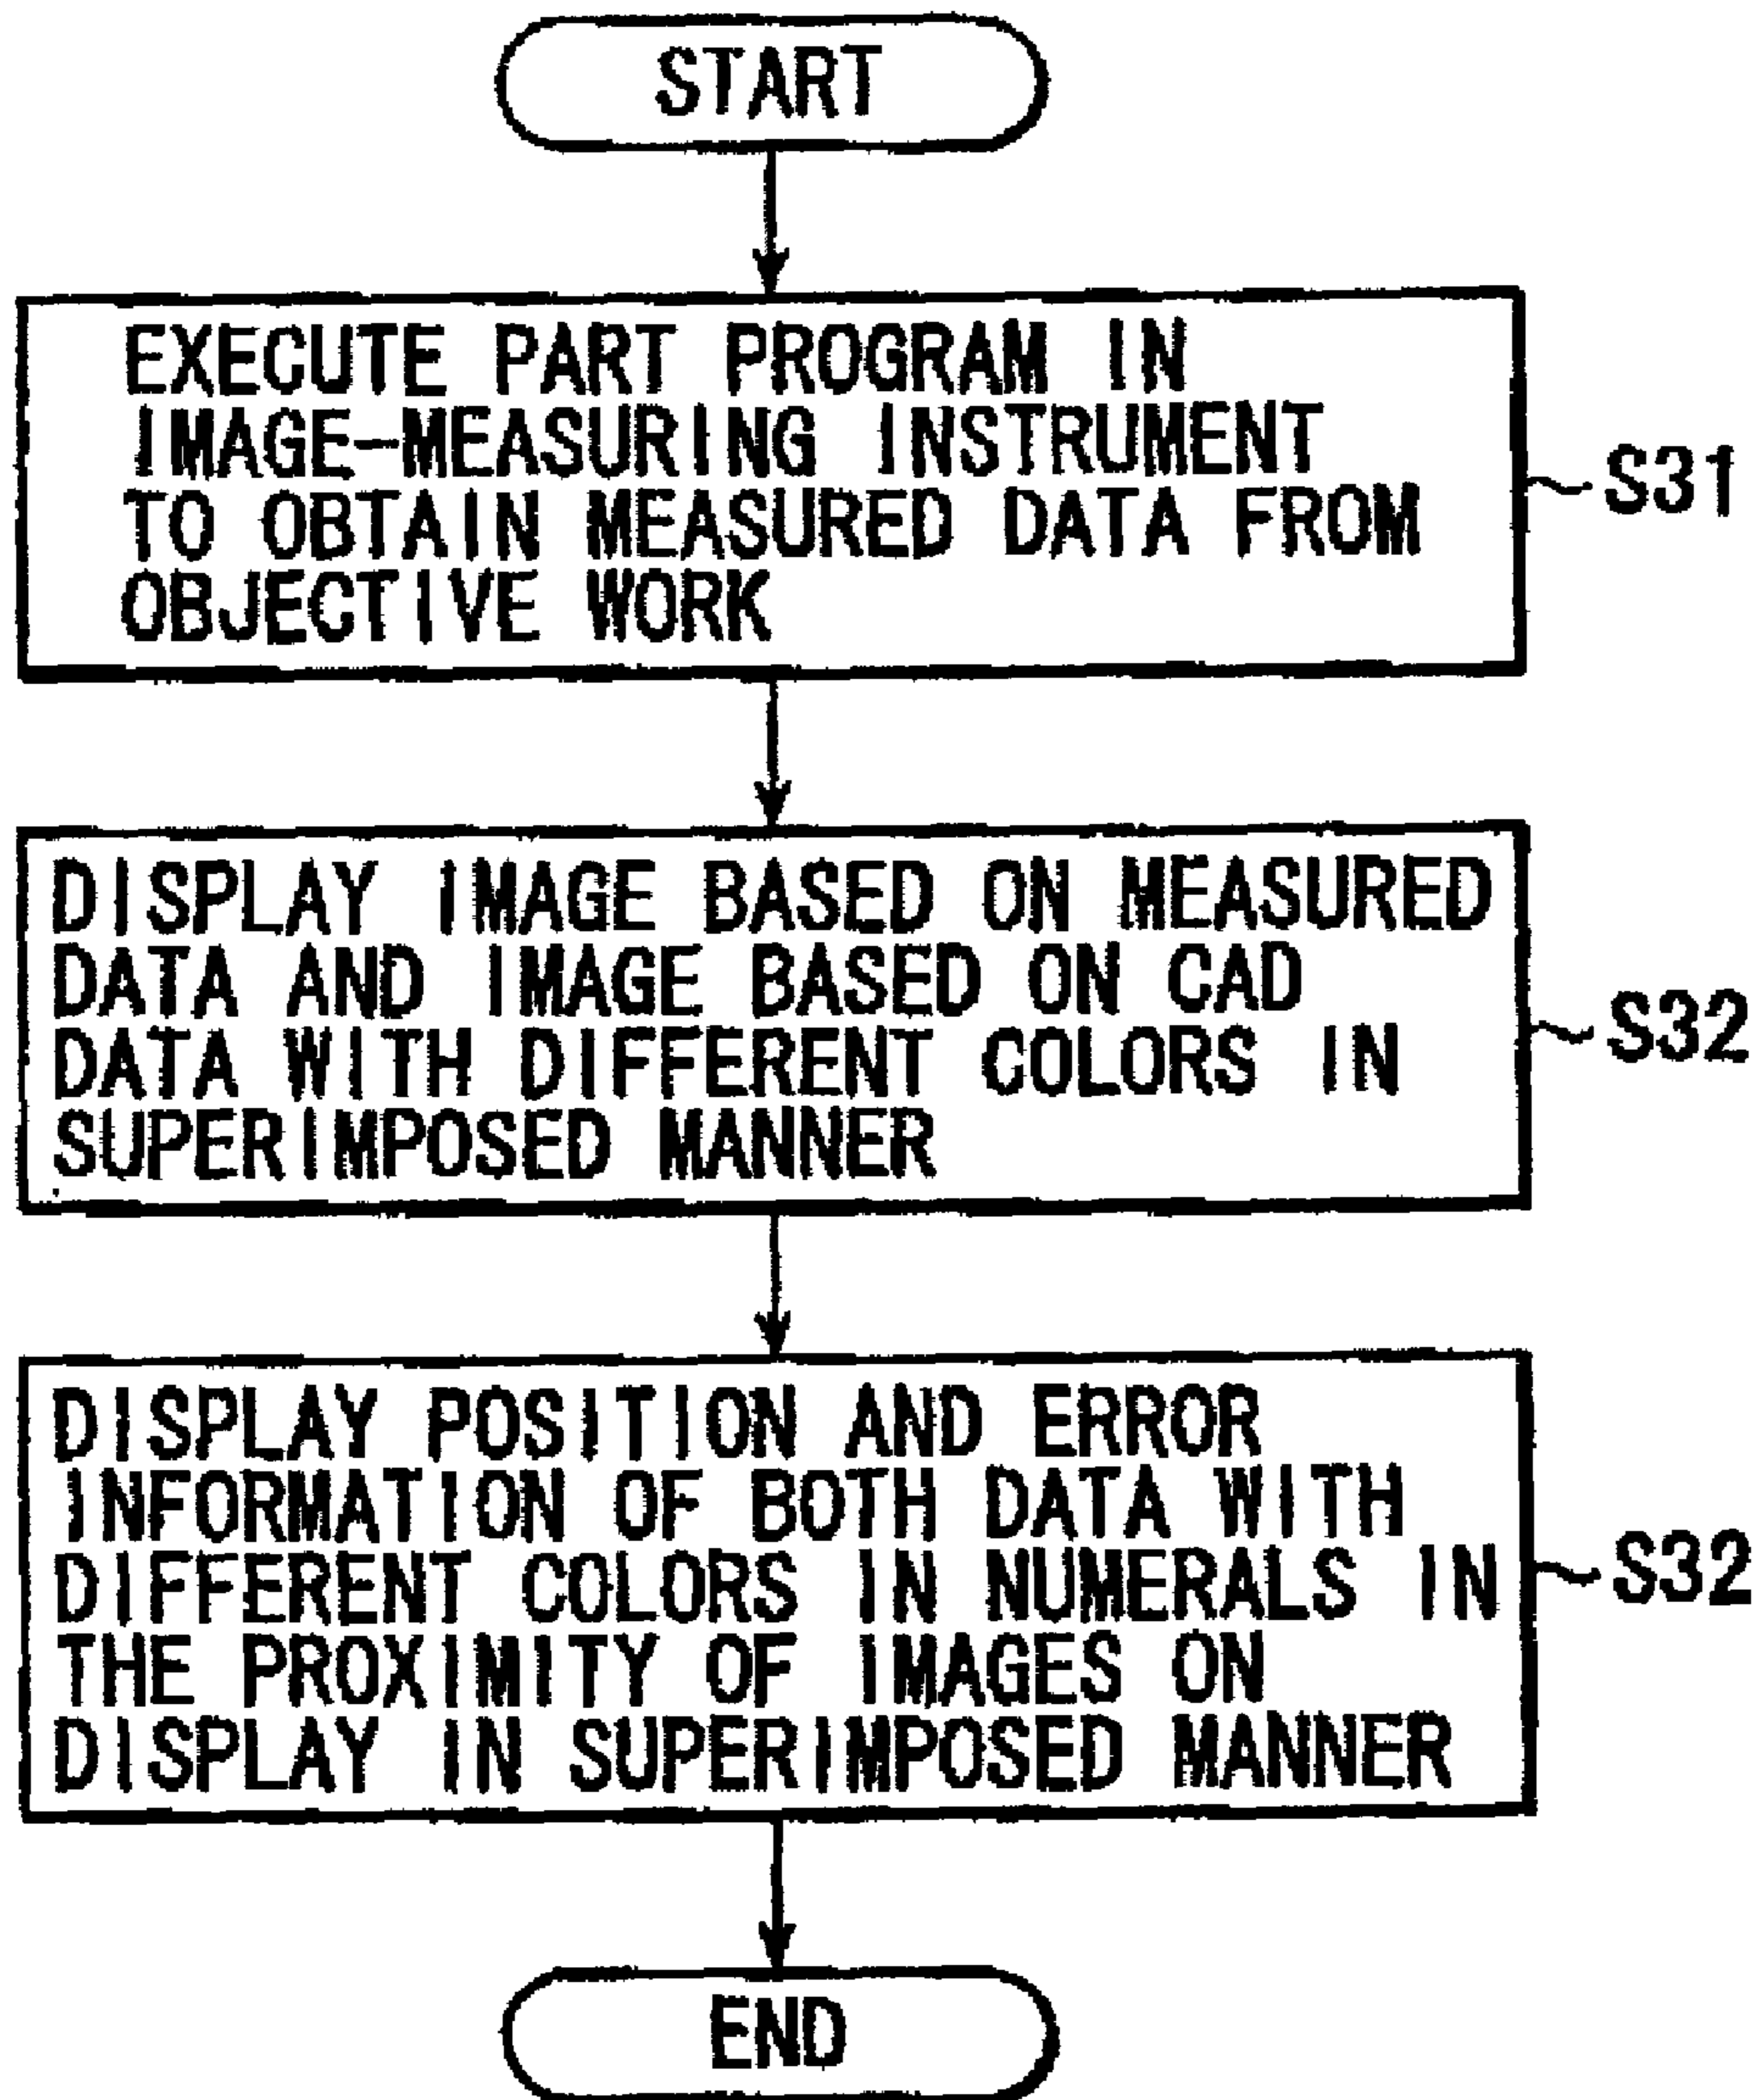 START
EXECUTE PART PROGRAM IN
IMAGE-MEASURING INSTRUMENT
TO OBTAIN MEASURED DATA FROM
OBJECTIVE WORK
S31
DISPLAY IMAGE BASED ON MEASURED
DATA AND IMAGE BASED ON CAD
DATA WITH DIFFERENT COLORS IN
SUPERIMPOSED MANNER
S32
DISPLAY POSITION AND ERROR
INFORMATION OF BOTH DATA WITH
DIFFERENT COLORS IN NUMERALS IN
THE PROXIMITY OF IMAGES ON
DISPLAY IN SUPERIMPOSED MANNER
S32
END